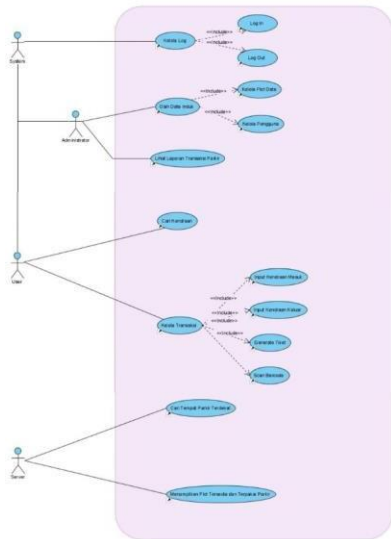 Log In
Kelola Log
<<Include>>
<<Include>>
System
Log Out
Kelola Plot Data
<<Include>>
Olah Data Induk
<<Include>>
Kelola Pengguna
Administrator
Lihat Laporan Transaksi Parkir
Cari Kendaraan
User
Input Kendaraan Masuk
<<Include>>
Input Kendaraan Keluar
<<Include>>
<<Include>>
Kelola Transaksi
<<Include>>
Generate Tiket
Scan Barcode
Cari Tempat Parkir Terdekat
Server
Menampilkan Plot Tersedia dan Terpakai Parkir